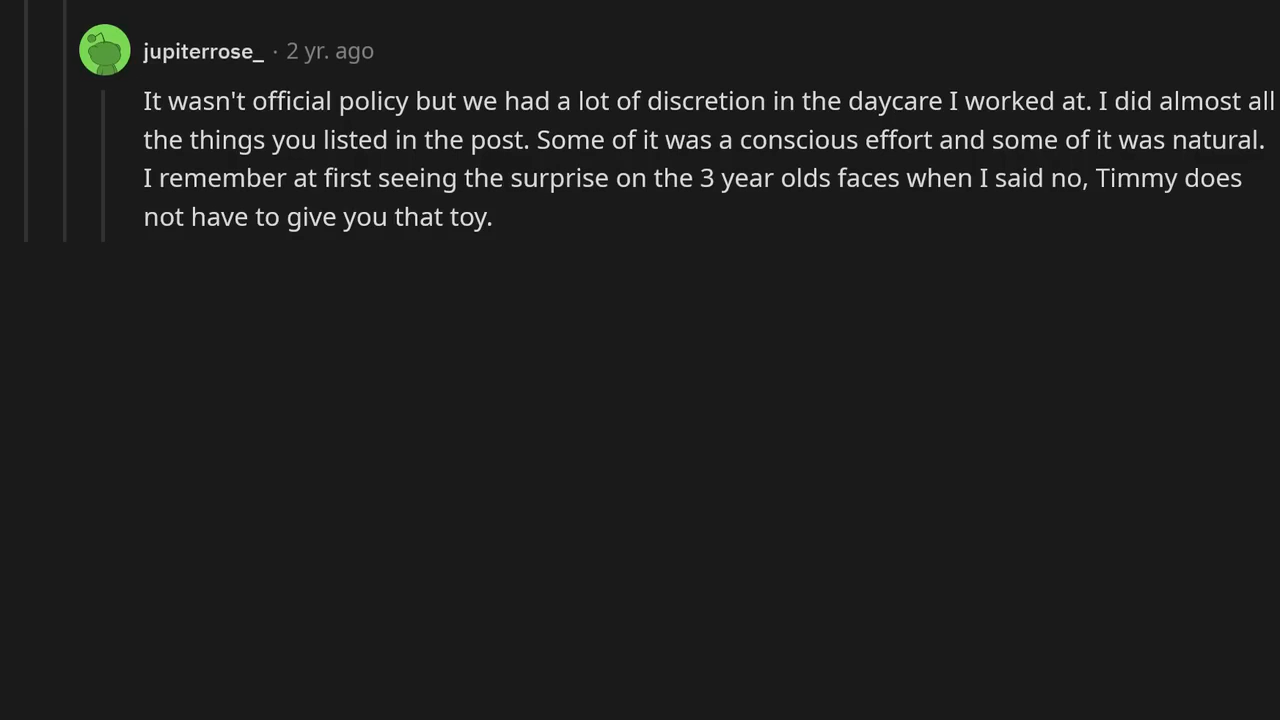 jupiterrose_ · 2 yr. ago
It wasn't official policy but we had a lot of discretion in the daycare I worked at. I did almost all
the things you listed in the post. Some of it was a conscious effort and some of it was natural.
I remember at first seeing the surprise on the 3 year olds faces when I said no, Timmy does
not have to give you that toy.